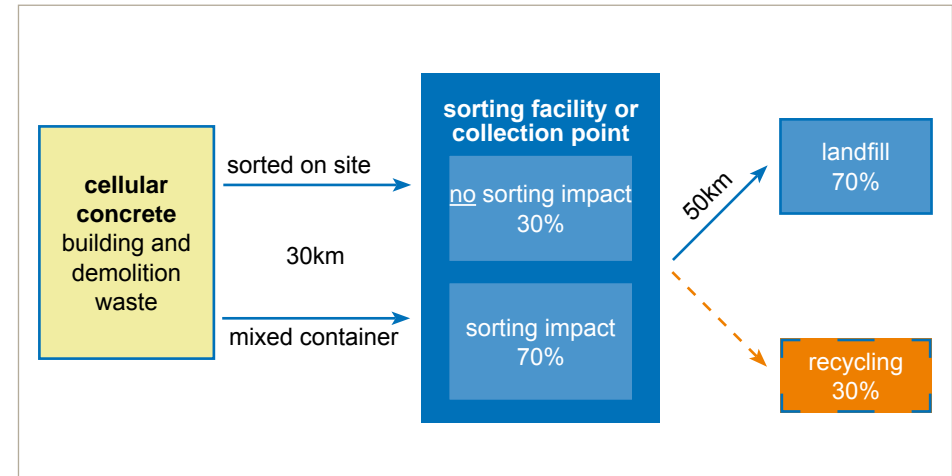 cellular
concrete
building and
demolition
waste
sorted on site
30km
mixed container
sorting facility or
collection point
no sorting impact
30%
sorting impact
70%
50km
landfill
70%
recycling
30%